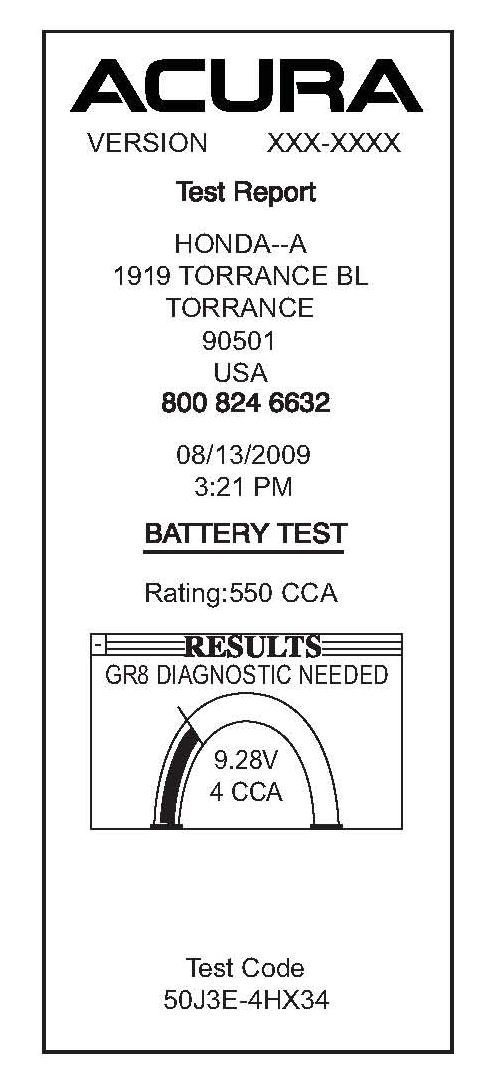 ACURA
VERSION XXX-XXXX
Test Report
HONDA--A
1919 TORRANCE BL
TORRANCE
90501
USA
800 824 6632
08/13/2009
3:21 PM
BATTERY TEST
Rating:550 CCA
RESULTS
GR8 DIAGNOSTIC NEEDED
9.28V
4 CCA
Test Code
50J3E-4HX34